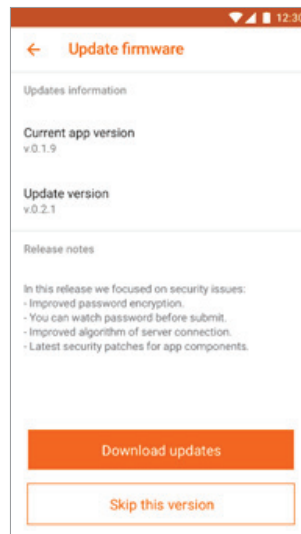 12:30
Update firmware
Updates information
Current app version
v.0.1.9
Update version
v.0.2.1
Release notes
In this release we focused on security issues:
- Improved password encryption.
- You can watch password before submit.
- Improved algorithm of server connection.
- Latest security patches for app components.
Download updates
Skip this version